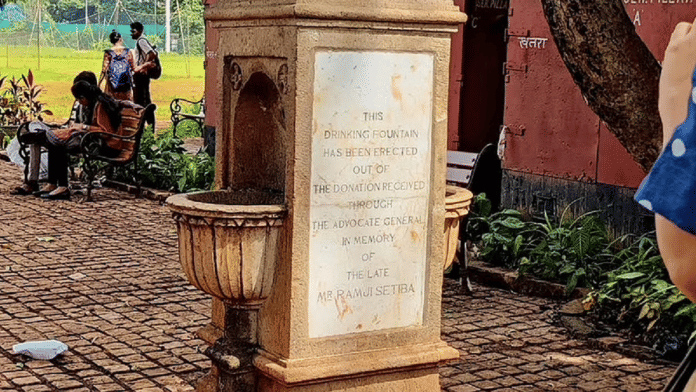 THIS
DRINKING FOUNTAIN
HAS BEEN ERECTED
OUT OF
THE DONATION RECEIVED
THROUGH
THE ADVOCATE GENERAL
IN MEMORY
OF
THE LATE
MR. RAMJI SETIBA
खतरा
A